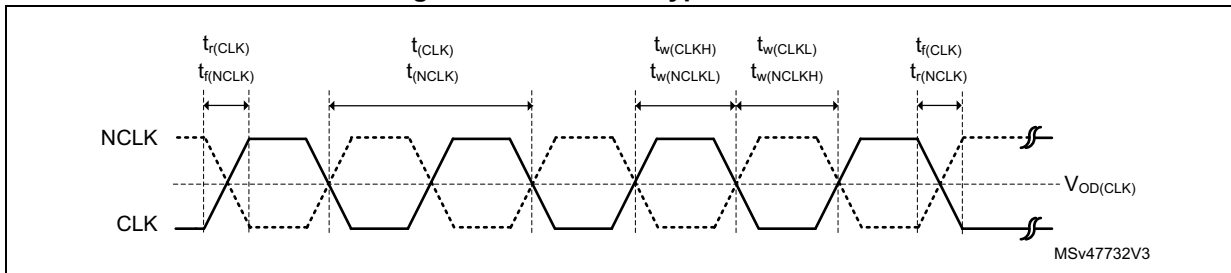 t_r(CLK) t_(CLK) t_w(CLKH) t_w(CLKL) t_f(CLK)
t_f(NCLK) t_(NCLK) t_w(NCLKL) t_w(NCLKH) t_r(NCLK)
NCLK
V_OD(CLK)
CLK
MSv47732V3